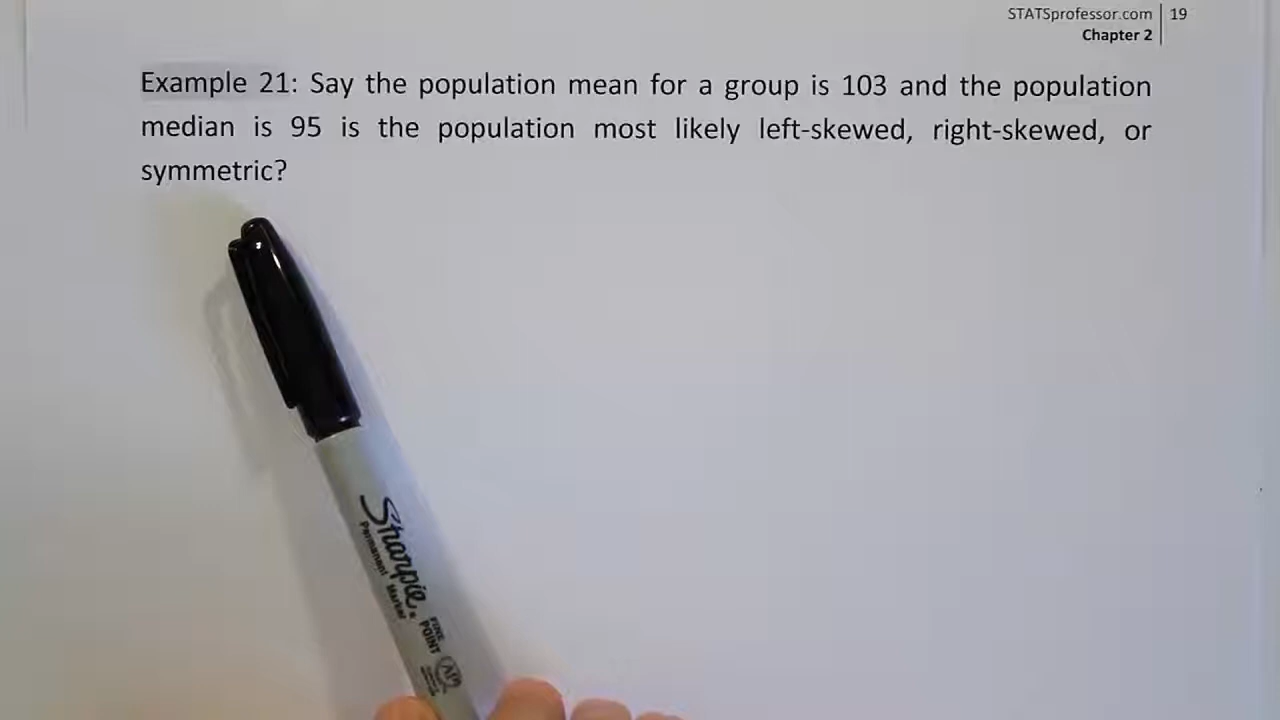 STATSprofessor.com 19
Chapter 2
Example 21: Say the population mean for a group is 103 and the population
median is 95 is the population most likely left-skewed, right-skewed, or
symmetric?
Sharpie
Permanent Marker
FINE
POINT
AP